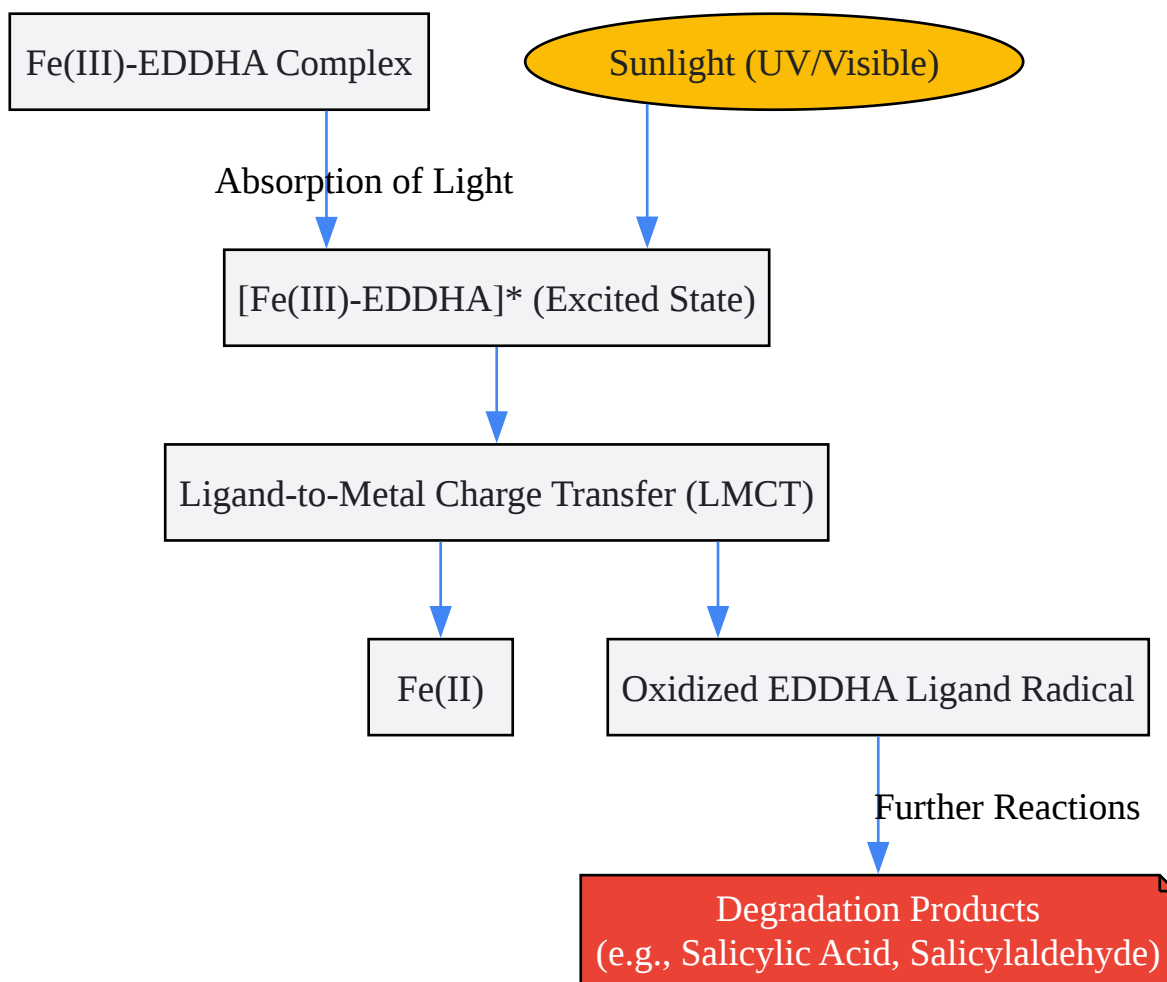 Fe(III)-EDDHA Complex
Sunlight (UV/Visible)
Absorption of Light
[Fe(III)-EDDHA]* (Excited State)
Ligand-to-Metal Charge Transfer (LMCT)
Fe(II)
Oxidized EDDHA Ligand Radical
Further Reactions
Degradation Products
(e.g., Salicylic Acid, Salicylaldehyde)